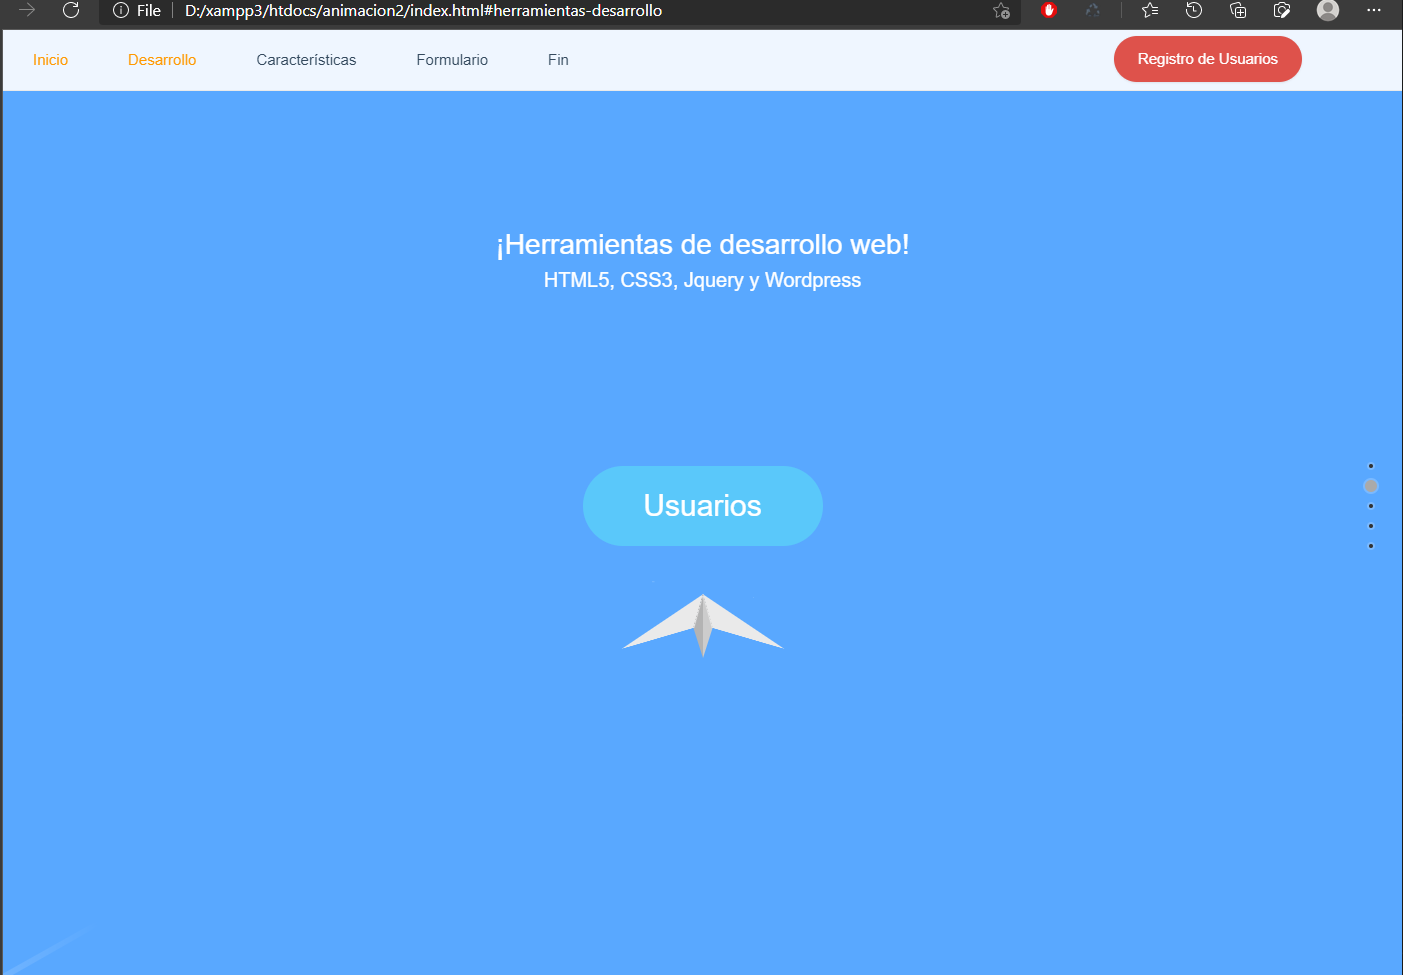 File D:/xampp3/htdocs/animacion2/index.html#herramientas-desarrollo
Inicio Desarrollo Características Formulario Fin Registro de Usuarios
¡Herramientas de desarrollo web!
HTML5, CSS3, Jquery y Wordpress
Usuarios